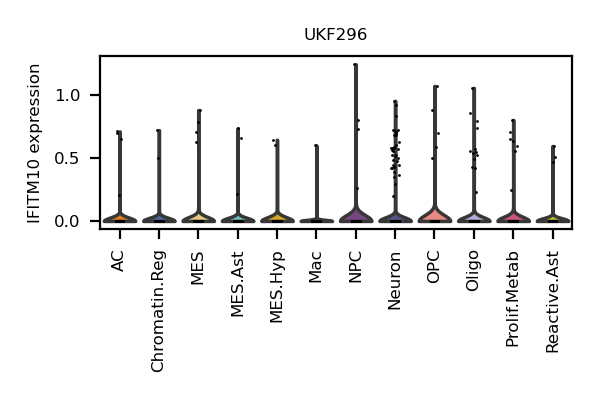 UKF296
IFITM10 expression
1.0
0.5
0.0
AC
Chromatin.Reg
MES
MES.Ast
MES.Hyp
Mac
NPC
Neuron
OPC
Oligo
Prolif.Metab
Reactive.Ast